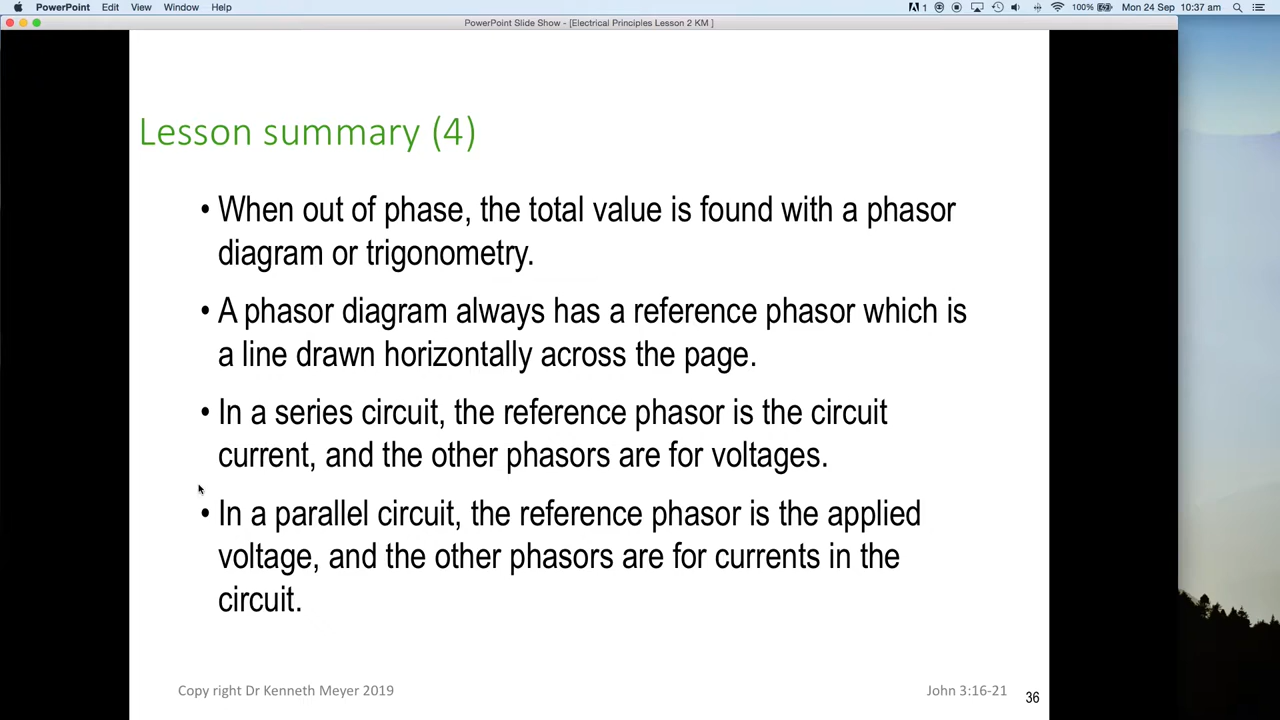 PowerPoint Edit View Window Help 1 100% Mon 24 Sep 10:37 am
PowerPoint Slide Show - [Electrical Principles Lesson 2 KM ]
Lesson summary (4)
• When out of phase, the total value is found with a phasor
diagram or trigonometry.
• A phasor diagram always has a reference phasor which is
a line drawn horizontally across the page.
• In a series circuit, the reference phasor is the circuit
current, and the other phasors are for voltages.
• In a parallel circuit, the reference phasor is the applied
voltage, and the other phasors are for currents in the
circuit.
Copy right Dr Kenneth Meyer 2019 John 3:16-21 36